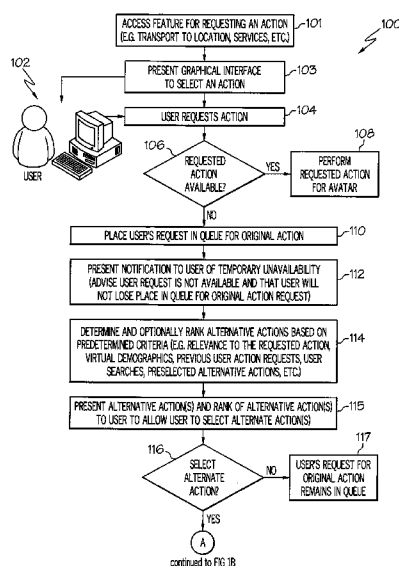 100
ACCESS FEATURE FOR REQUESTING AN ACTION
(E.G. TRANSPORT TO LOCATION, SERVICES, ETC.)
101
102
PRESENT GRAPHICAL INTERFACE
TO SELECT AN ACTION
103
USER REQUESTS ACTION
104
USER
106
REQUESTED
ACTION
AVAILABLE?
YES
108
PERFORM
REQUESTED ACTION
FOR AVATAR
NO
PLACE USER'S REQUEST IN QUEUE FOR ORIGINAL ACTION
110
PRESENT NOTIFICATION TO USER OF TEMPORARY UNAVAILABILITY
(ADVISE USER REQUEST IS NOT AVAILABLE AND THAT USER WILL
NOT LOSE PLACE IN QUEUE FOR ORIGINAL ACTION REQUEST)
112
DETERMINE AND OPTIONALLY RANK ALTERNATIVE ACTIONS BASED ON
PREDETERMINED CRITERIA (E.G. RELEVANCE TO THE REQUESTED ACTION,
VIRTUAL DEMOGRAPHICS, PREVIOUS USER ACTION REQUESTS, USER
SEARCHES, PRESELECTED ALTERNATIVE ACTIONS, ETC.)
114
PRESENT ALTERNATIVE ACTION(S) AND RANK OF ALTERNATIVE ACTION(S)
TO USER TO ALLOW USER TO SELECT ALTERNATIVE ACTION(S)
115
116
SELECT
ALTERNATE
ACTION?
NO
117
USER'S REQUEST FOR
ORIGINAL ACTION
REMAINS IN QUEUE
YES
A
continued to FIG 1B